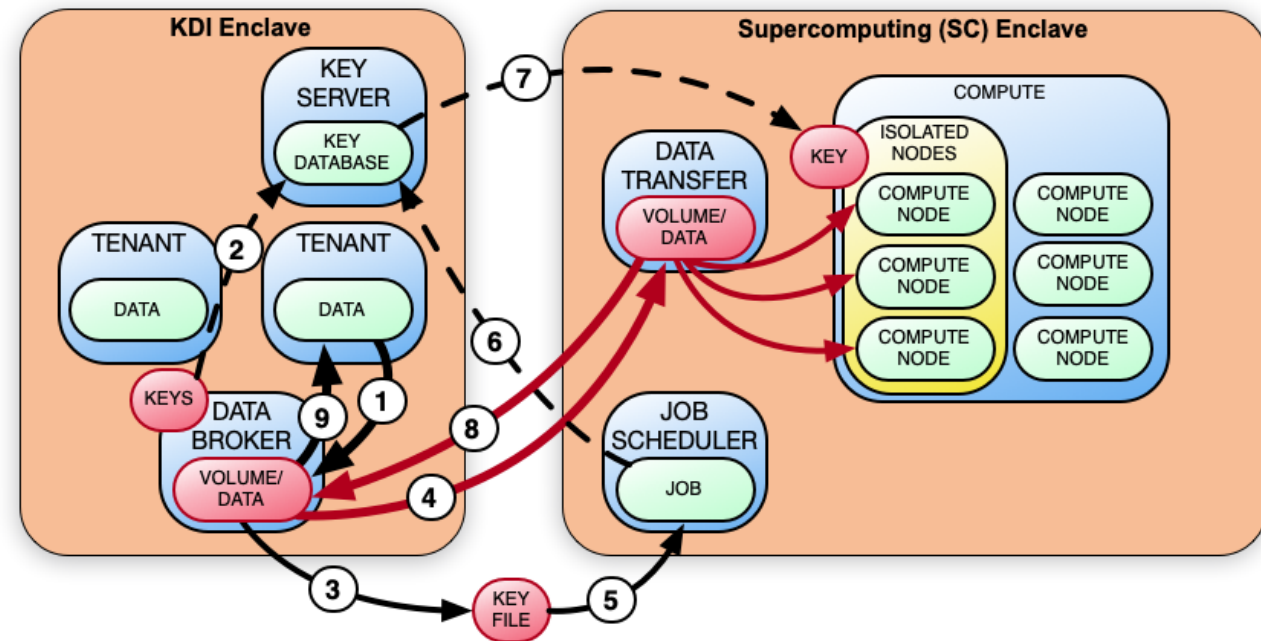 KDI Enclave
KEY
SERVER
KEY
DATABASE
TENANT
DATA
TENANT
DATA
KEYS
DATA
BROKER
VOLUME/
DATA
2
9
1
3
4
8
6
7
KEY
FILE
5
Supercomputing (SC) Enclave
DATA
TRANSFER
VOLUME/
DATA
JOB
SCHEDULER
JOB
KEY
COMPUTE
ISOLATED
NODES
COMPUTE
NODE
COMPUTE
NODE
COMPUTE
NODE
COMPUTE
NODE
COMPUTE
NODE
COMPUTE
NODE